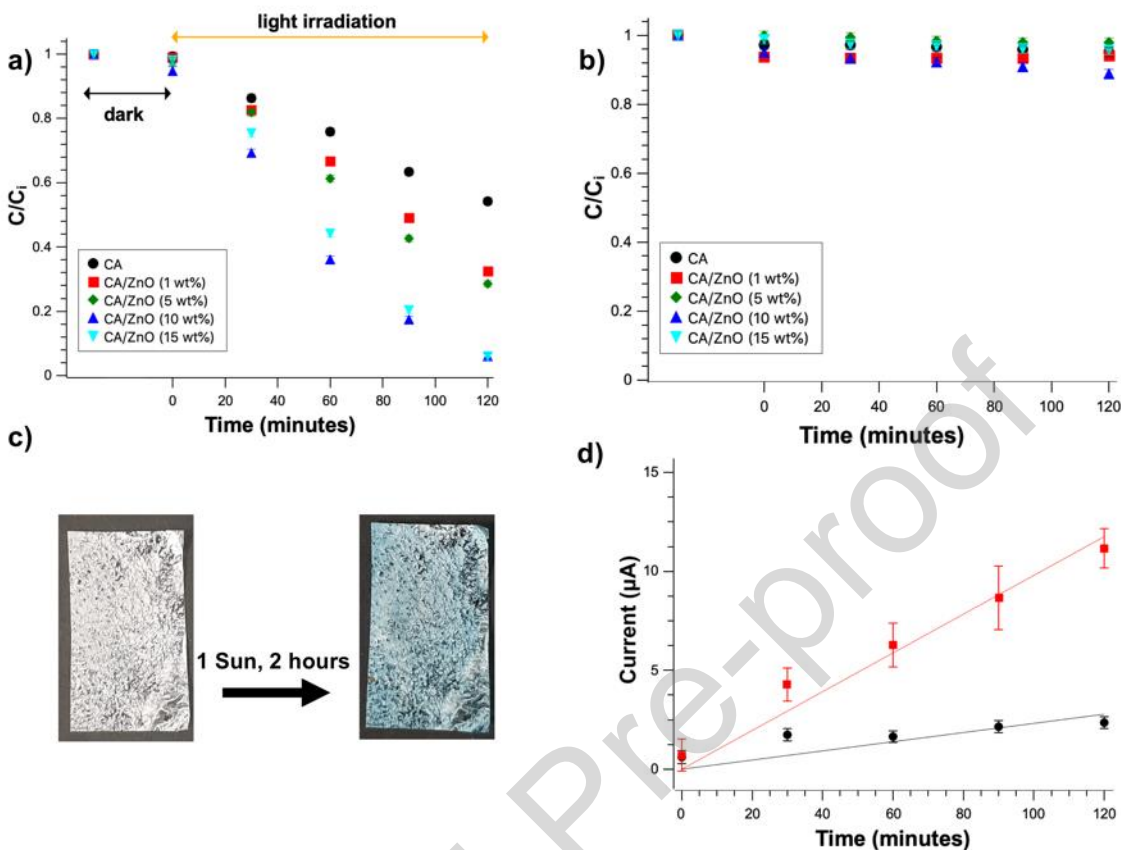 a)
light irradiation
dark
C/Ci
1
0.8
0.6
0.4
0.2
0
CA
CA/ZnO (1 wt%)
CA/ZnO (5 wt%)
CA/ZnO (10 wt%)
CA/ZnO (15 wt%)
0 20 40 60 80 100 120
Time (minutes)
b)
C/Ci
1
0.8
0.6
0.4
0.2
0
CA
CA/ZnO (1 wt%)
CA/ZnO (5 wt%)
CA/ZnO (10 wt%)
CA/ZnO (15 wt%)
0 20 40 60 80 100 120
Time (minutes)
c)
1 Sun, 2 hours
d)
Current (µA)
15
10
5
0
0 20 40 60 80 100 120
Time (minutes)
Pre-proof